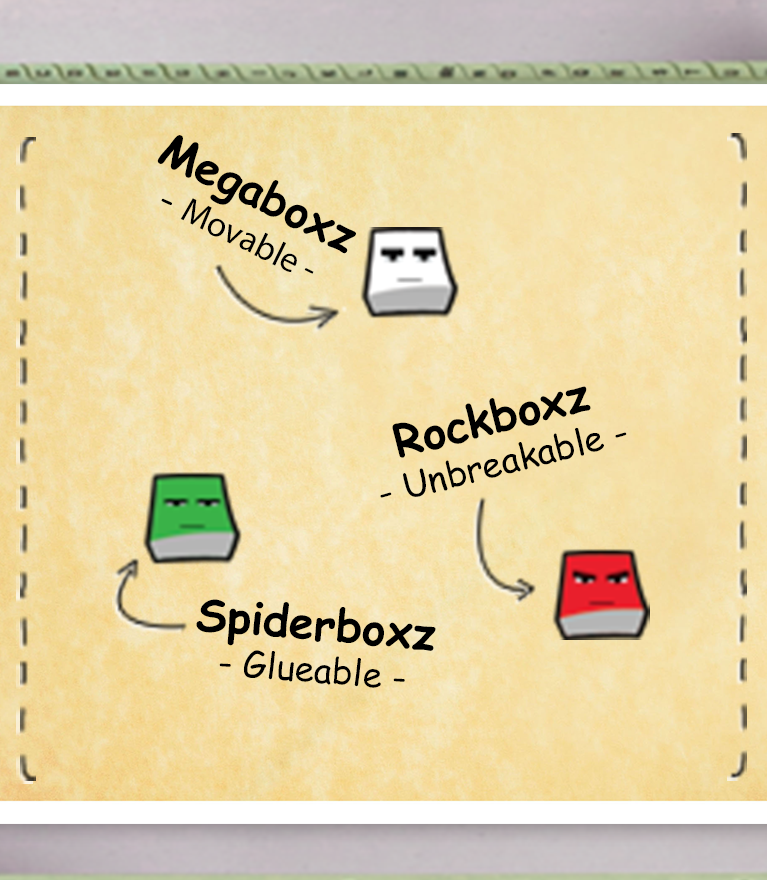 Megaboxz
- Movable -
Rockboxz
- Unbreakable -
Spiderboxz
- Glueable -